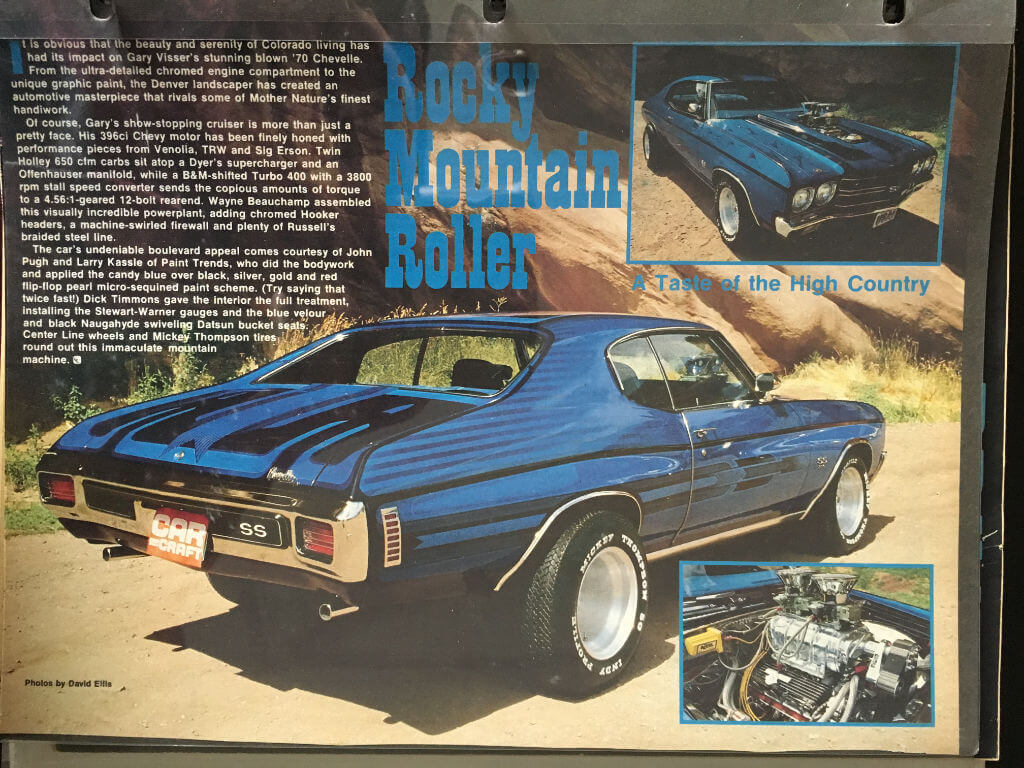 It is obvious that the beauty and serenity of Colorado living has
had its impact on Gary Visser's stunning blown '70 Chevelle.
From the ultra-detailed chromed engine compartment to the
unique graphic paint, the Denver landscaper has created an
automotive masterpiece that rivals some of Mother Nature's finest
handiwork.
Of course, Gary's show-stopping cruiser is more than just a
pretty face. His 396ci Chevy motor has been finely honed with
performance pieces from Venolia, TRW and Sig Erson. Twin
Holley 650 cfm carbs sit atop a Dyer's supercharger and an
Offenhauser manifold, while a B&M-shifted Turbo 400 with a 3800
rpm stall speed converter sends the copious amounts of torque
to a 4.56:1-geared 12-bolt rearend. Wayne Beauchamp assembled
this visually incredible powerplant, adding chromed Hooker
headers, a machine-swirled firewall and plenty of Russell's
braided steel line.
The car's undeniable boulevard appeal comes courtesy of John
Pugh and Larry Kassie of Paint Trends, who did the bodywork
and applied the candy blue over black, silver, gold and red
flip-flop pearl micro-sequined paint scheme. (Try saying that
twice fast!) Dick Timmons gave the interior the full treatment,
installing the Stewart-Warner gauges and the blue velour
and black Naugahyde swiveling Datsun bucket seats.
Center Line wheels and Mickey Thompson tires
round out this immaculate mountain
machine.
Rocky
Mountain
Roller
A Taste of the High Country
SS
CAR
and CRAFT
SS
MICKEY THOMPSON
INDY PROFILE
Photos by David Ellis